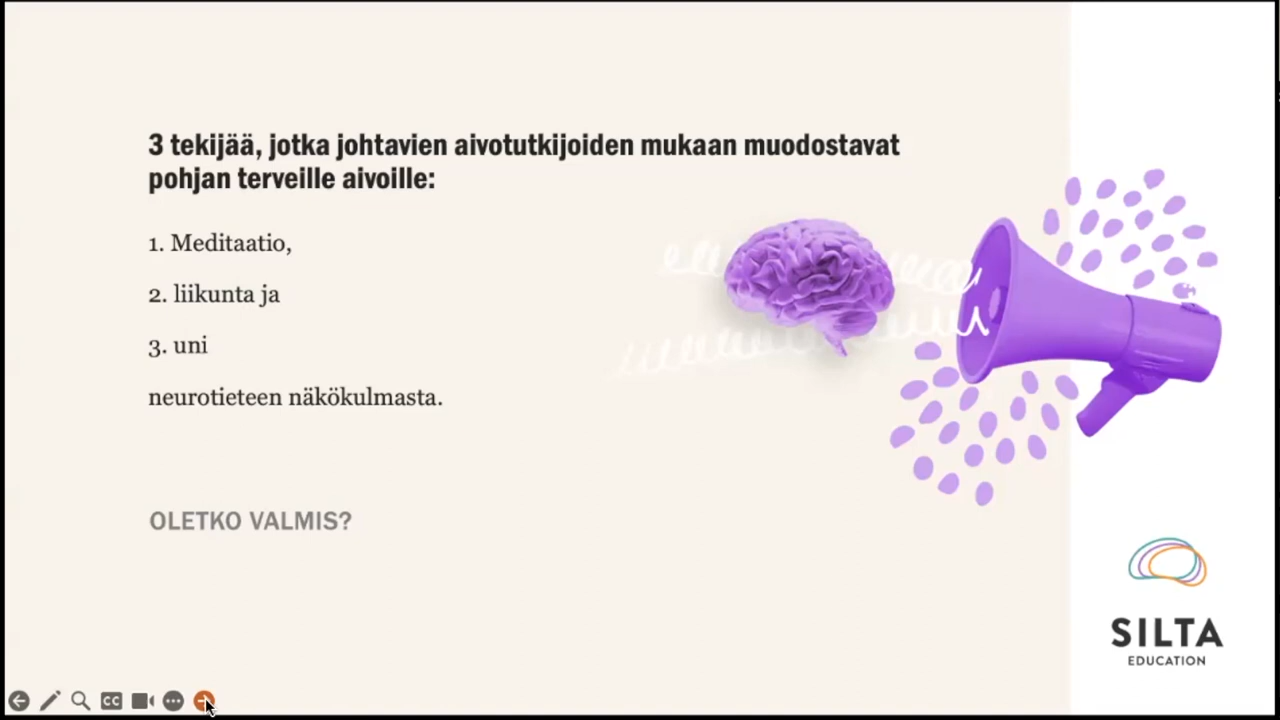 3 tekijää, jotka johtavien aivotutkijoiden mukaan muodostavat
pohjan terveille aivoille:
1. Meditaatio,
2. liikunta ja
3. uni
neurotieteen näkökulmasta.
OLETKO VALMIS?
SILTA
EDUCATION
CC